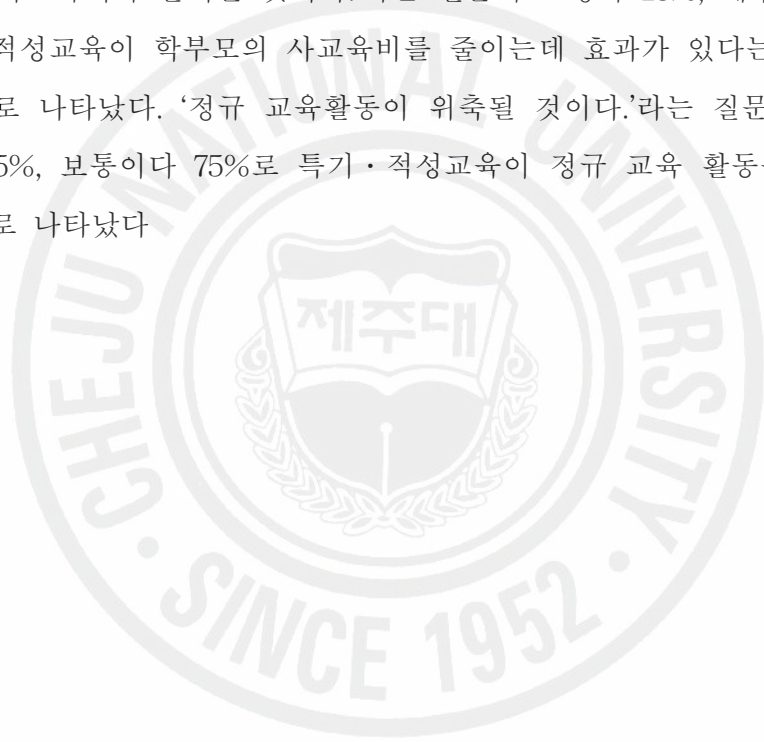 적성교육이 학부모의 사교육비를 줄이는데 효과가 있다는
로 나타났다. ‘정규 교육활동이 위축될 것이다.’라는 질문
5%, 보통이다 75%로 특기・적성교육이 정규 교육 활동
로 나타났다
CHEJU NATIONAL UNIVERSITY
제주대
SINCE 1952